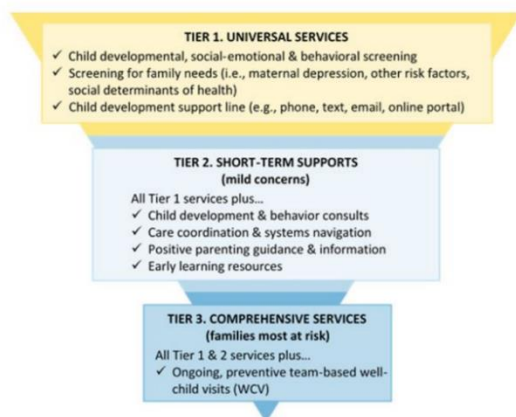 TIER 1. UNIVERSAL SERVICES
✓ Child developmental, social-emotional & behavioral screening
✓ Screening for family needs (i.e., maternal depression, other risk factors,
social determinants of health)
✓ Child development support line (e.g., phone, text, email, online portal)
TIER 2. SHORT-TERM SUPPORTS
(mild concerns)
All Tier 1 services plus...
✓ Child development & behavior consults
✓ Care coordination & systems navigation
✓ Positive parenting guidance & information
✓ Early learning resources
TIER 3. COMPREHENSIVE SERVICES
(families most at risk)
All Tier 1 & 2 services plus...
✓ Ongoing, preventive team-based well-
child visits (WCV)